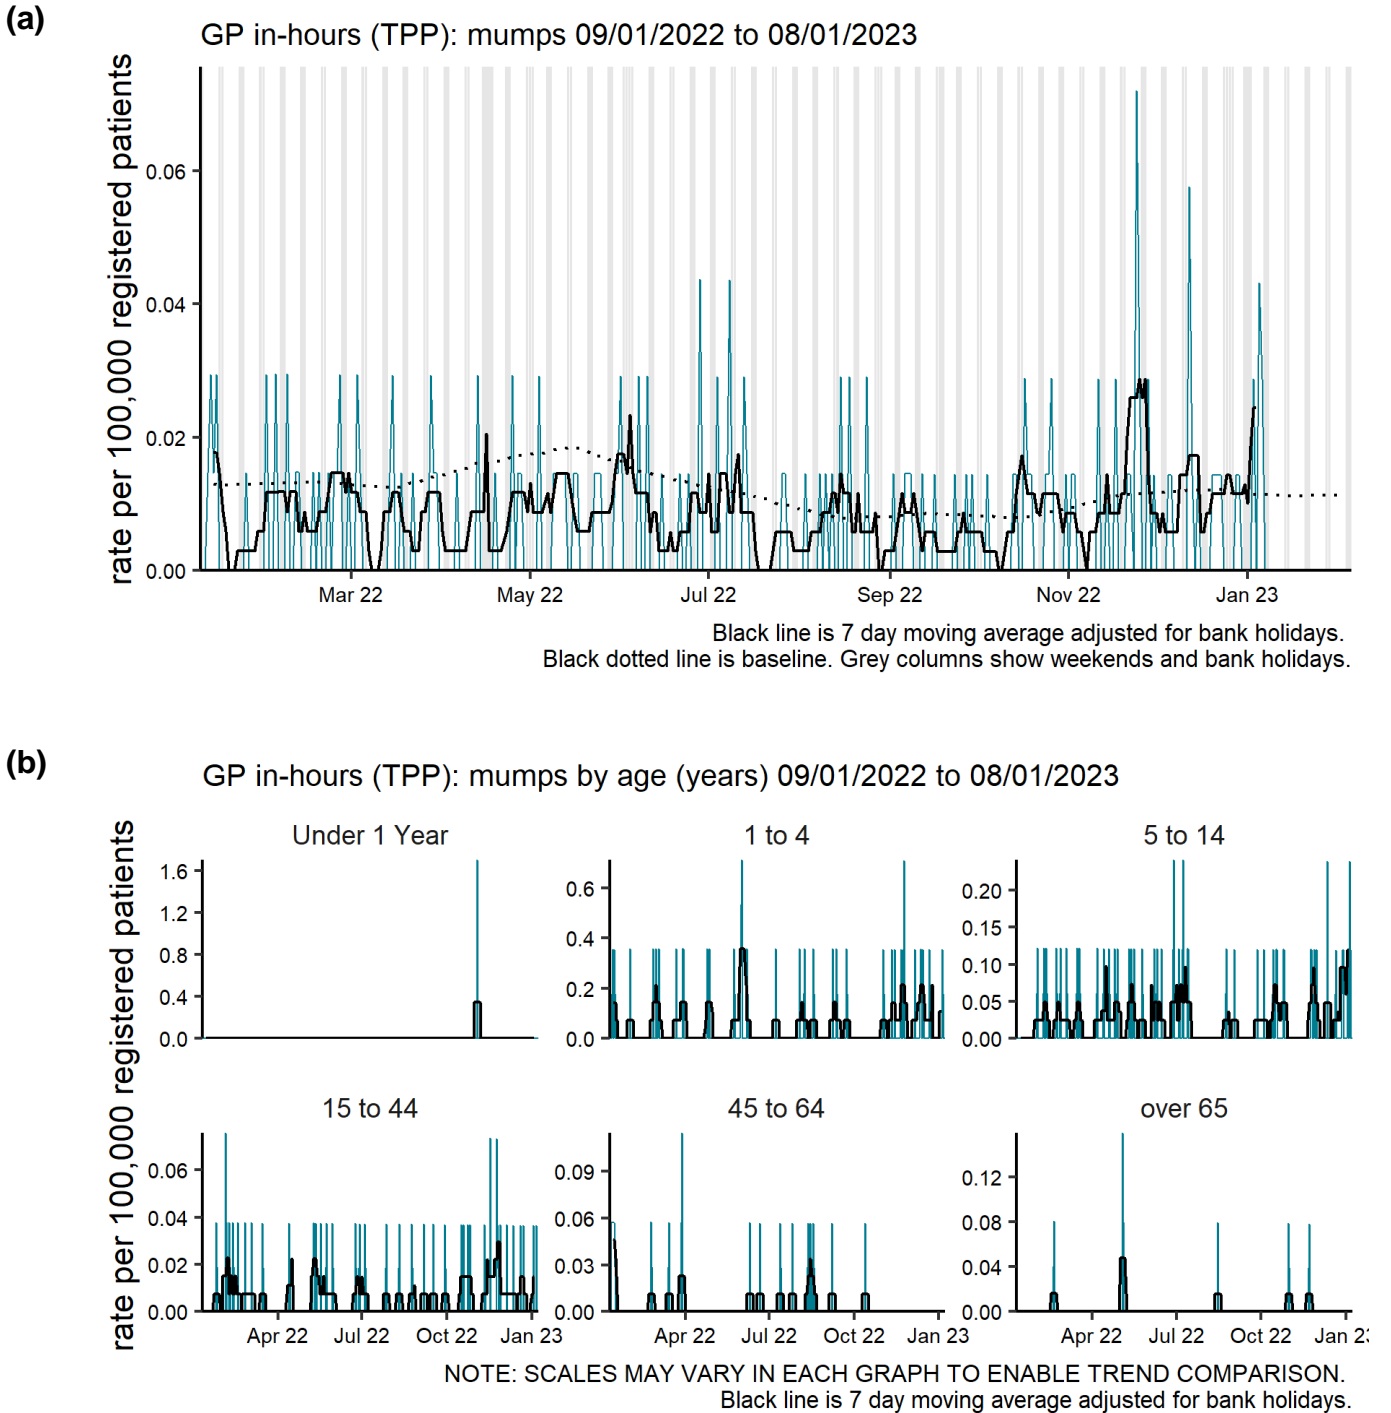 (a)
GP in-hours (TPP): mumps 09/01/2022 to 08/01/2023
rate per 100,000 registered patients
0.06
0.04
0.02
0.00
Mar 22 May 22 Jul 22 Sep 22 Nov 22 Jan 23
Black line is 7 day moving average adjusted for bank holidays.
Black dotted line is baseline. Grey columns show weekends and bank holidays.
(b)
GP in-hours (TPP): mumps by age (years) 09/01/2022 to 08/01/2023
rate per 100,000 registered patients
Under 1 Year
1.6
1.2
0.8
0.4
0.0
1 to 4
0.6
0.4
0.2
0.0
5 to 14
0.20
0.15
0.10
0.05
0.00
15 to 44
0.06
0.04
0.02
0.00
Apr 22 Jul 22 Oct 22 Jan 23
45 to 64
0.09
0.06
0.03
0.00
Apr 22 Jul 22 Oct 22 Jan 23
over 65
0.12
0.08
0.04
0.00
Apr 22 Jul 22 Oct 22 Jan
NOTE: SCALES MAY VARY IN EACH GRAPH TO ENABLE TREND COMPARISON.
Black line is 7 day moving average adjusted for bank holidays.